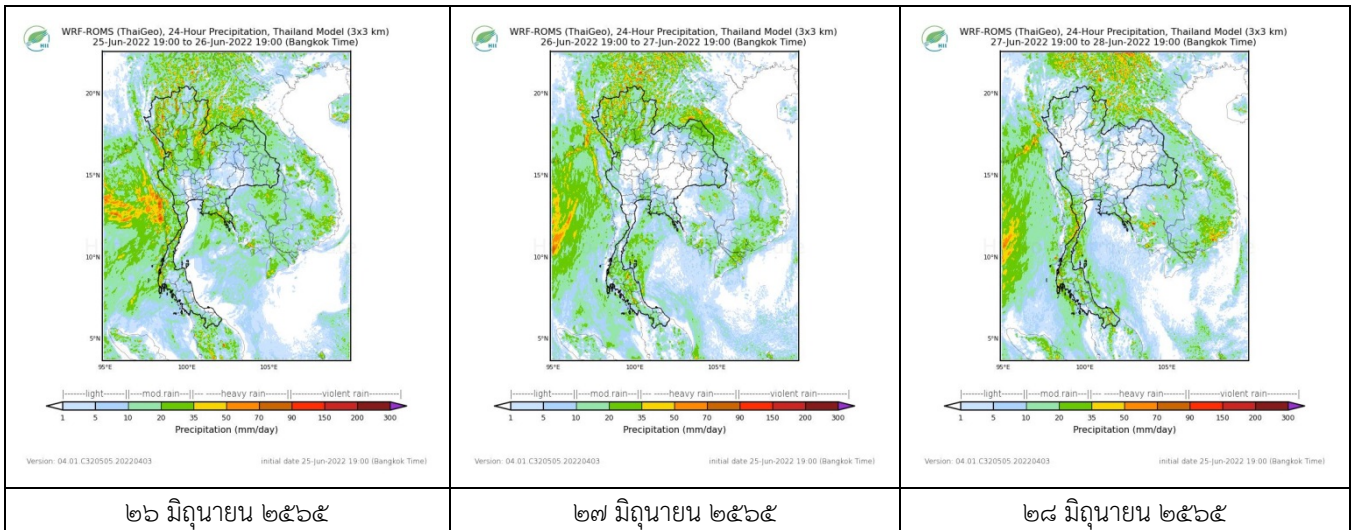 WRF-ROMS (ThaiGeo), 24-Hour Precipitation, Thailand Model (3x3 km)
25-Jun-2022 19:00 to 26-Jun-2022 19:00 (Bangkok Time)
HII
20°N
15°N
10°N
5°N
95°E 100°E 105°E
|-------light------||---mod.rain---||--- ---heavy rain---||-------violent rain-------|
1 5 10 20 35 50 70 90 150 200 300
Precipitation (mm/day)
Version: 04.01.C320505.20220403 initial date 25-Jun-2022 19:00 (Bangkok Time)
๒๖ มิถุนายน ๒๕๖๕
WRF-ROMS (ThaiGeo), 24-Hour Precipitation, Thailand Model (3x3 km)
26-Jun-2022 19:00 to 27-Jun-2022 19:00 (Bangkok Time)
HII
20°N
15°N
10°N
5°N
95°E 100°E 105°E
|-------light------||---mod.rain---||--- ---heavy rain---||-------violent rain-------|
1 5 10 20 35 50 70 90 150 200 300
Precipitation (mm/day)
Version: 04.01.C320505.20220403 initial date 25-Jun-2022 19:00 (Bangkok Time)
๒๗ มิถุนายน ๒๕๖๕
WRF-ROMS (ThaiGeo), 24-Hour Precipitation, Thailand Model (3x3 km)
27-Jun-2022 19:00 to 28-Jun-2022 19:00 (Bangkok Time)
HII
20°N
15°N
10°N
5°N
95°E 100°E 105°E
|-------light------||---mod.rain---||--- ---heavy rain---||-------violent rain-------|
1 5 10 20 35 50 70 90 150 200 300
Precipitation (mm/day)
Version: 04.01.C320505.20220403 initial date 25-Jun-2022 19:00 (Bangkok Time)
๒๘ มิถุนายน ๒๕๖๕